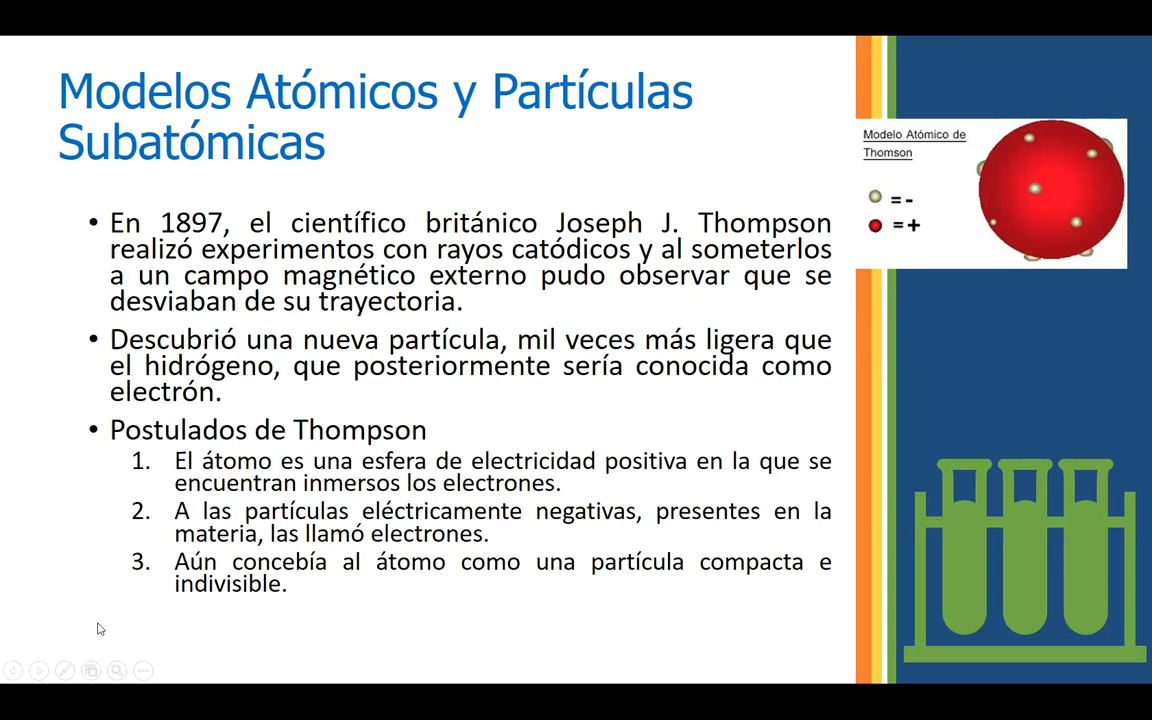 Modelos Atómicos y Partículas
Subatómicas
• En 1897, el científico británico Joseph J. Thompson
realizó experimentos con rayos catódicos y al someterlos
a un campo magnético externo pudo observar que se
desviaban de su trayectoria.
• Descubrió una nueva partícula, mil veces más ligera que
el hidrógeno, que posteriormente sería conocida como
electrón.
• Postulados de Thompson
1. El átomo es una esfera de electricidad positiva en la que se
encuentran inmersos los electrones.
2. A las partículas eléctricamente negativas, presentes en la
materia, las llamó electrones.
3. Aún concebía al átomo como una partícula compacta e
indivisible.
Modelo Atómico de
Thomson
= -
= +